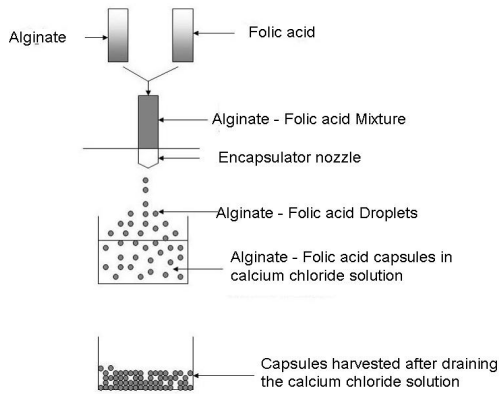 Alginate
Folic acid
Alginate - Folic acid Mixture
Encapsulator nozzle
Alginate - Folic acid Droplets
Alginate - Folic acid capsules in
calcium chloride solution
Capsules harvested after draining
the calcium chloride solution